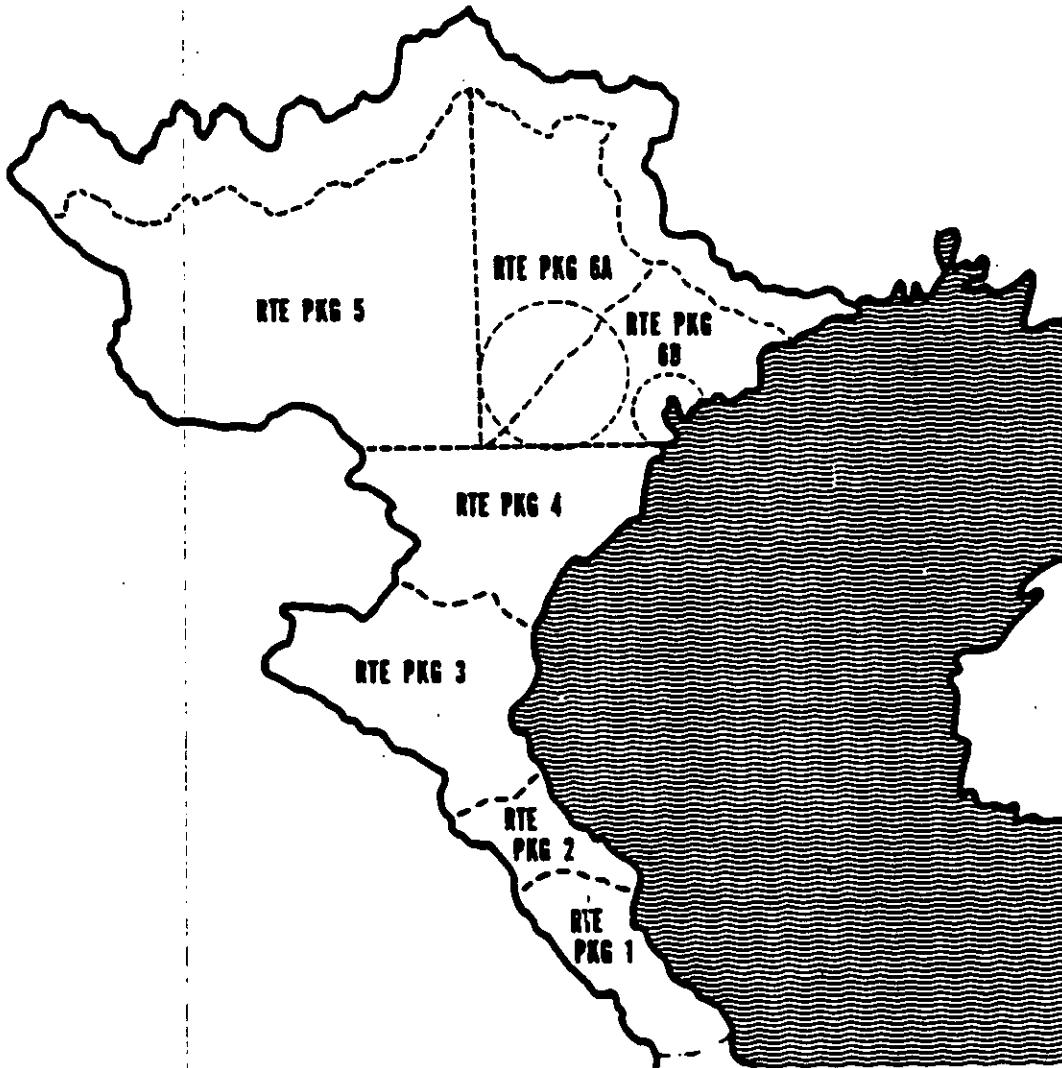 RTE PKG 6A
RTE PKG 5
RTE PKG
6B
RTE PKG 4
RTE PKG 3
RTE
PKG 2
RTE
PKG 1